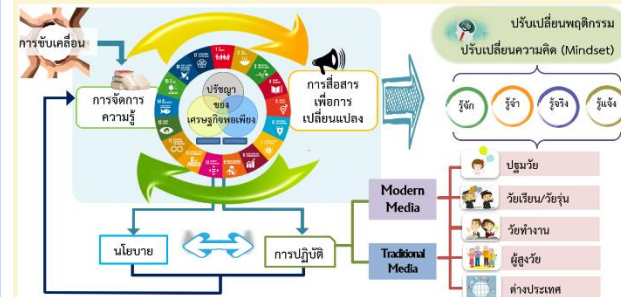 การขับเคลื่อน
การจัดการ
ความรู้
ปรัชญา
ของ
เศรษฐกิจพอเพียง
การสื่อสาร
เพื่อการ
เปลี่ยนแปลง
ปรับเปลี่ยนพฤติกรรม
ปรับเปลี่ยนความคิด (Mindset)
รู้จัก
รู้จำ
รู้จริง
รู้แจ้ง
นโยบาย
การปฏิบัติ
Modern
Media
Traditional
Media
ปฐมวัย
วัยเรียน/วัยรุ่น
วัยทำงาน
ผู้สูงวัย
ต่างประเทศ